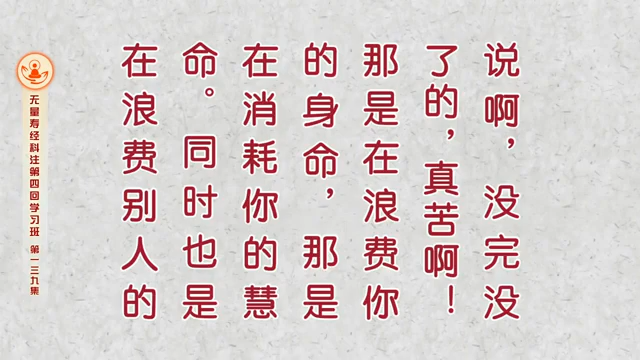 说啊，没完没
了的，真苦啊！
那是在浪费你
的身命，那是
在消耗你的慧
命。同时也是
在浪费别人的
无量寿经科注第四回学习班 第一三九集